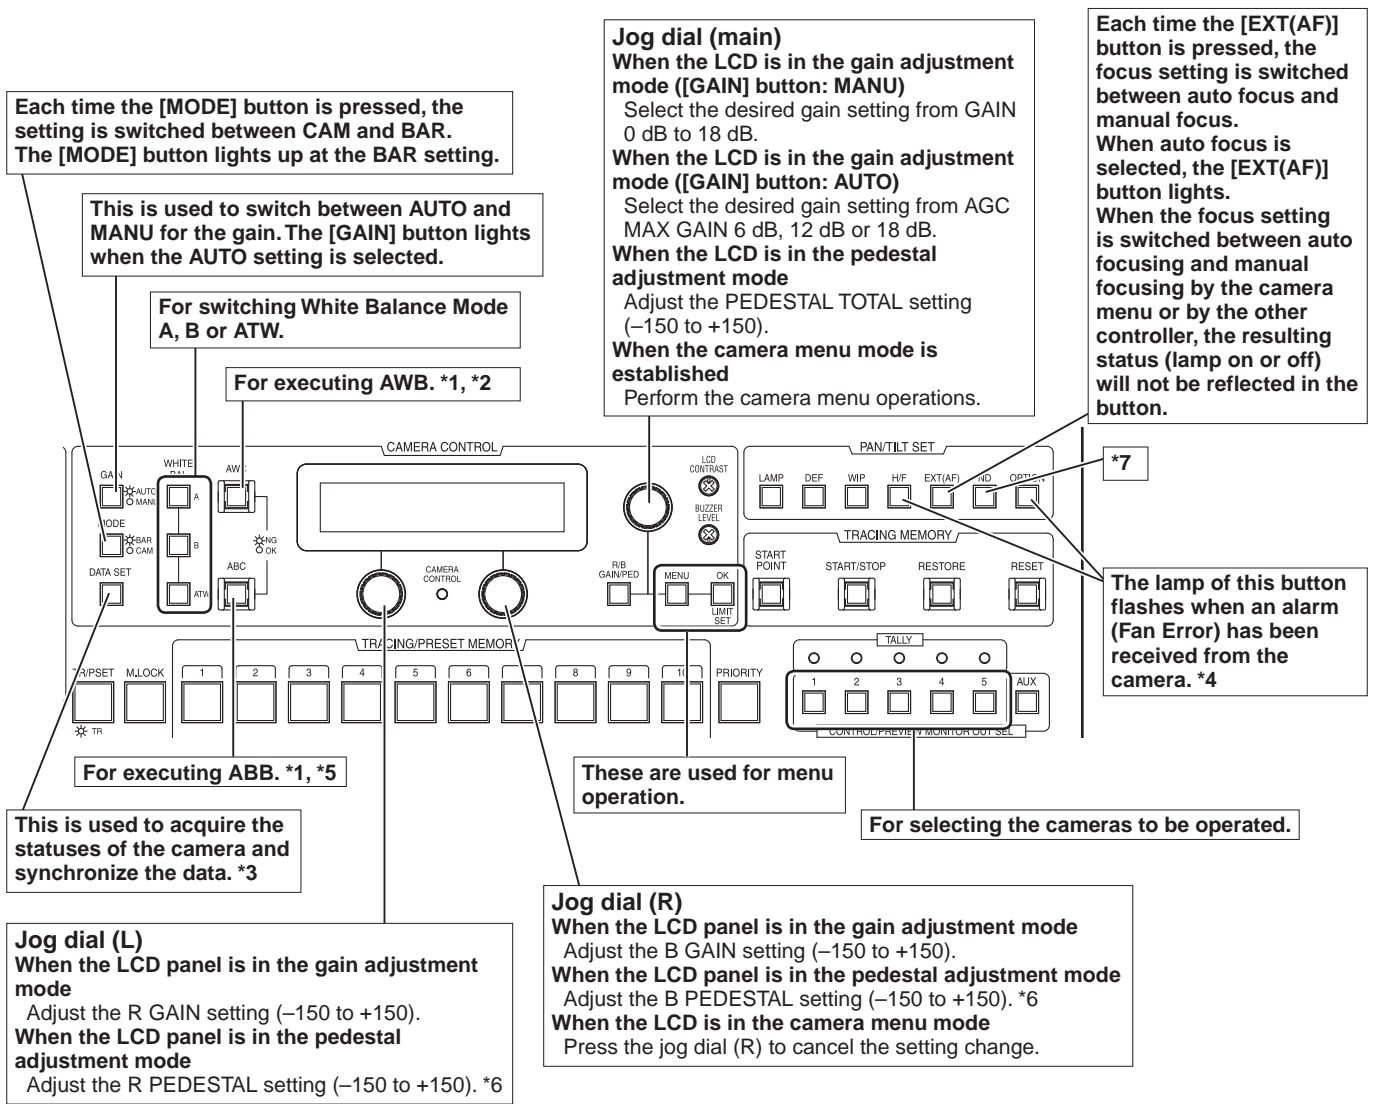 Each time the [MODE] button is pressed, the
setting is switched between CAM and BAR.
The [MODE] button lights up at the BAR setting.
This is used to switch between AUTO and
MANU for the gain. The [GAIN] button lights
when the AUTO setting is selected.
For switching White Balance Mode
A, B or ATW.
For executing AWB. *1, *2
Jog dial (main)
When the LCD is in the gain adjustment
mode ([GAIN] button: MANU)
Select the desired gain setting from GAIN
0 dB to 18 dB.
When the LCD is in the gain adjustment
mode ([GAIN] button: AUTO)
Select the desired gain setting from AGC
MAX GAIN 6 dB, 12 dB or 18 dB.
When the LCD is in the pedestal
adjustment mode
Adjust the PEDESTAL TOTAL setting
(–150 to +150).
When the camera menu mode is
established
Perform the camera menu operations.
Each time the [EXT(AF)]
button is pressed, the
focus setting is switched
between auto focus and
manual focus.
When auto focus is
selected, the [EXT(AF)]
button lights.
When the focus setting
is switched between auto
focusing and manual
focusing by the camera
menu or by the other
controller, the resulting
status (lamp on or off)
will not be reflected in the
button.
*7
The lamp of this button
flashes when an alarm
(Fan Error) has been
received from the
camera. *4
CAMERA CONTROL
GAIN
AUTO
MANU
MODE
BAR
CAM
DATA SET
WHITE
A
B
ATW
AWC
NG
OK
ABC
CAMERA
CONTROL
LCD
CONTRAST
BUZZER
LEVEL
R/B
GAIN/PED
MENU
OK
LIMIT
SET
PAN/TILT SET
LAMP
DEF
WIP
H/F
EXT(AF)
ND
OPTION
TRACING MEMORY
START
POINT
START/STOP
RESTORE
RESET
TRACING/PRESET MEMORY
TR/PSET
TR
M.LOCK
1
2
3
4
5
6
8
9
10
PRIORITY
TALLY
1
2
3
4
5
AUX
CONTROL/PREVIEW MONITOR OUT SEL
For executing ABB. *1, *5
These are used for menu
operation.
For selecting the cameras to be operated.
This is used to acquire the
statuses of the camera and
synchronize the data. *3
Jog dial (L)
When the LCD panel is in the gain adjustment
mode
Adjust the R GAIN setting (–150 to +150).
When the LCD panel is in the pedestal
adjustment mode
Adjust the R PEDESTAL setting (–150 to +150). *6
Jog dial (R)
When the LCD panel is in the gain adjustment mode
Adjust the B GAIN setting (–150 to +150).
When the LCD panel is in the pedestal adjustment mode
Adjust the B PEDESTAL setting (–150 to +150). *6
When the LCD is in the camera menu mode
Press the jog dial (R) to cancel the setting change.